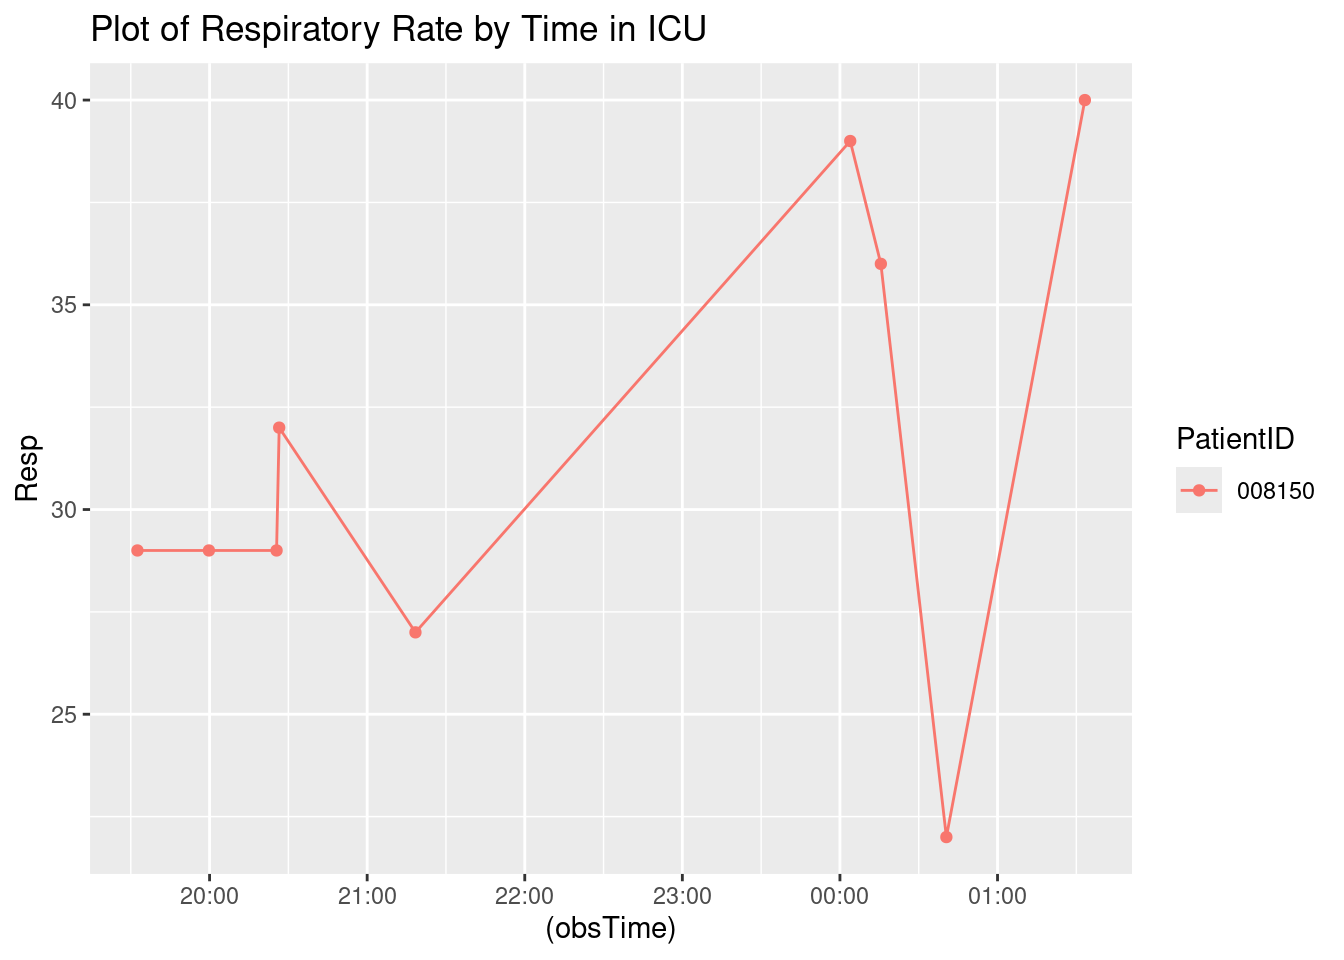 Plot of Respiratory Rate by Time in ICU
40
35
30
25
Resp
20:00 21:00 22:00 23:00 00:00 01:00
(obsTime)
PatientID
008150